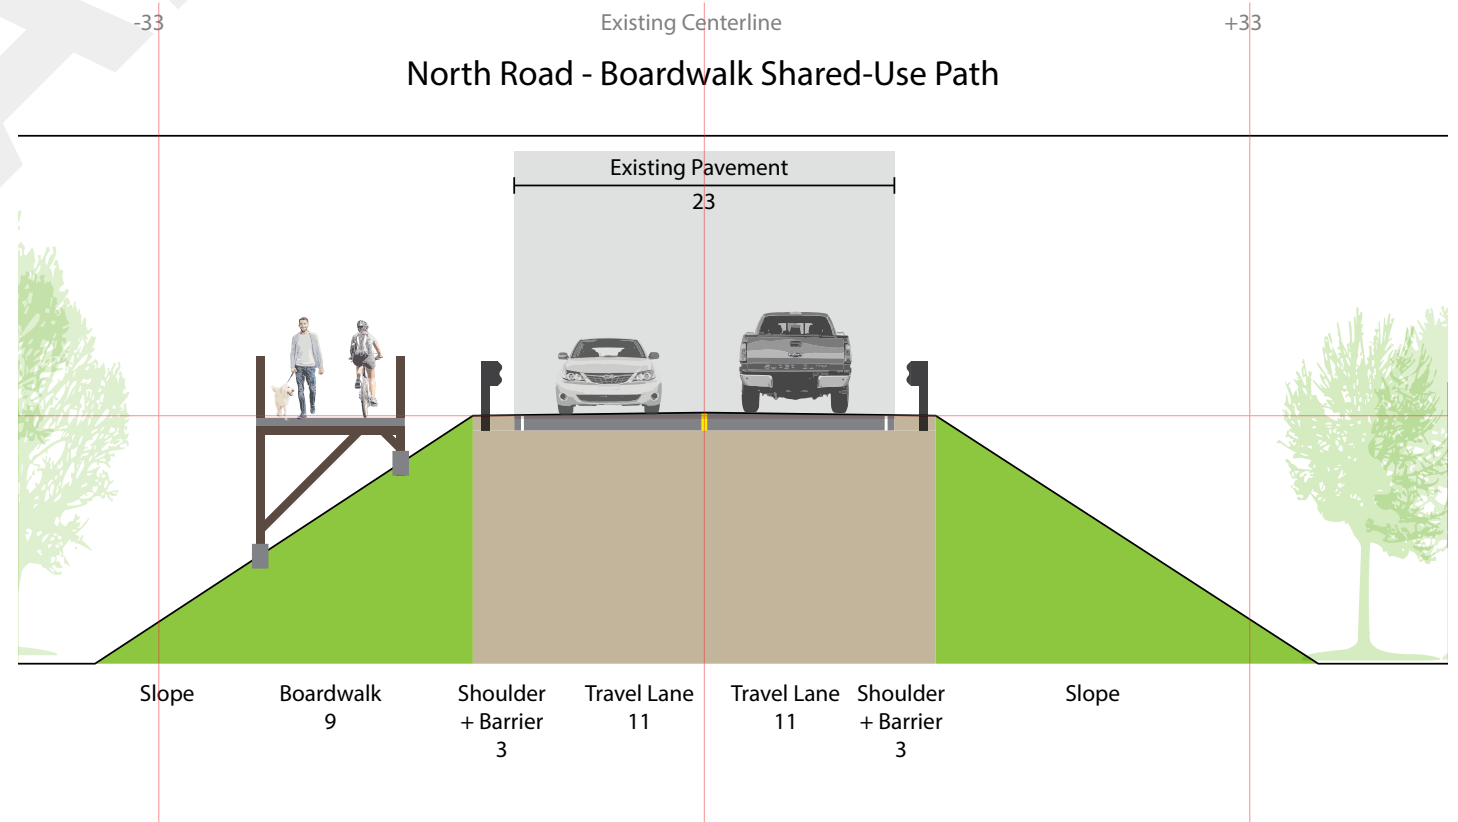 -33 Existing Centerline +33
North Road - Boardwalk Shared-Use Path
Existing Pavement
23
Slope
Boardwalk
9
Shoulder
+ Barrier
3
Travel Lane
11
Travel Lane
11
Shoulder
+ Barrier
3
Slope